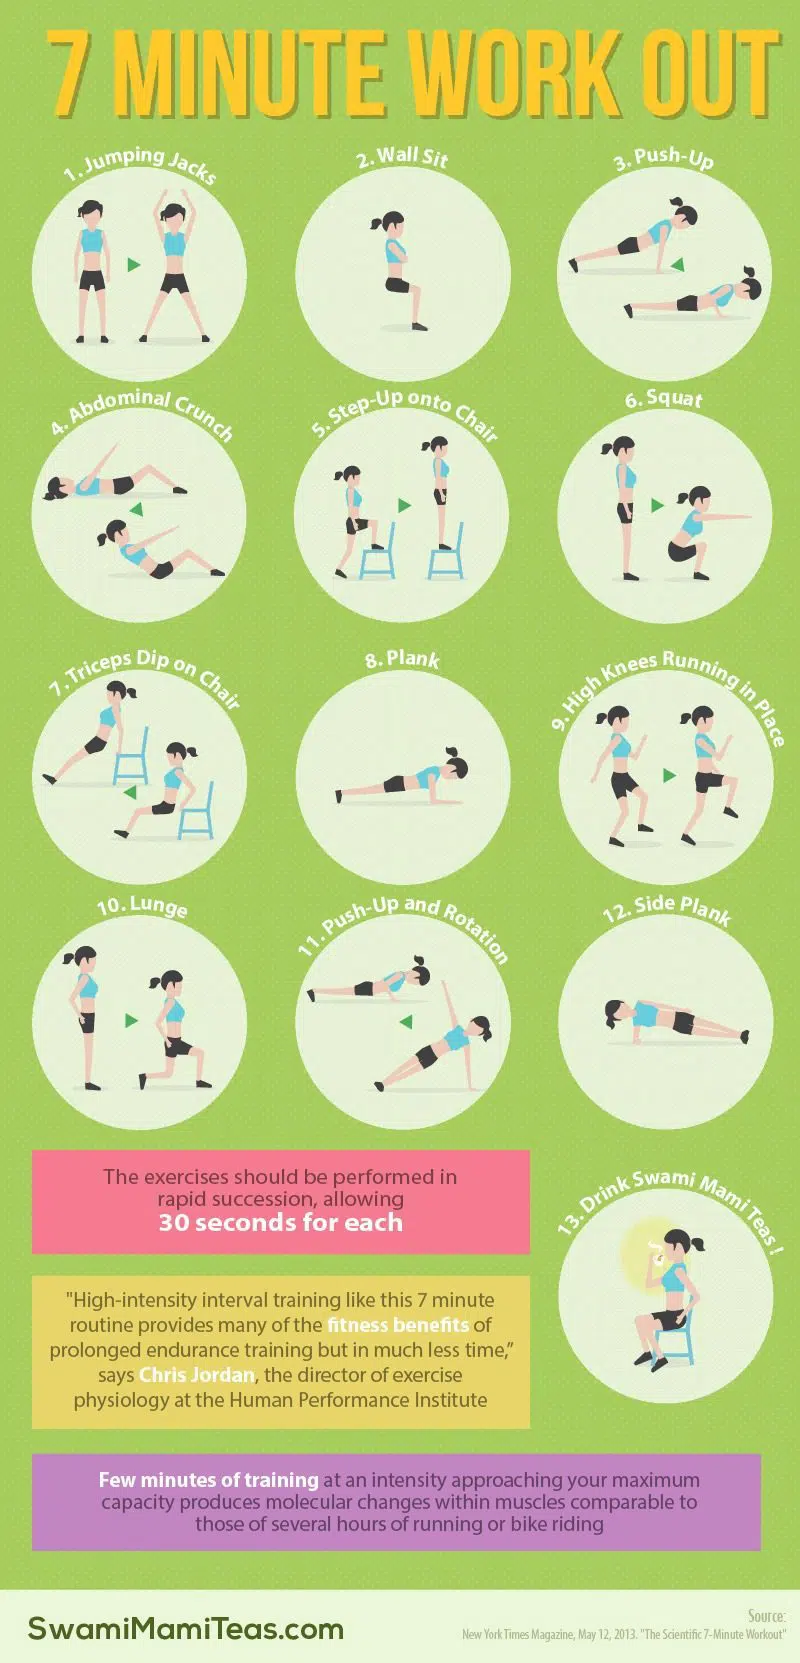 7 MINUTE WORK OUT
1. Jumping Jacks
2. Wall Sit
3. Push-Up
4. Abdominal Crunch
5. Step-Up onto Chair
6. Squat
7. Triceps Dip on Chair
8. Plank
9. High Knees Running in Place
10. Lunge
11. Push-Up and Rotation
12. Side Plank
The exercises should be performed in
rapid succession, allowing
30 seconds for each
13. Drink Swami Mami Teas!
"High-intensity interval training like this 7 minute
routine provides many of the fitness benefits of
prolonged endurance training but in much less time,”
says Chris Jordan, the director of exercise
physiology at the Human Performance Institute
Few minutes of training at an intensity approaching your maximum
capacity produces molecular changes within muscles comparable to
those of several hours of running or bike riding
SwamiMamiTeas.com
Source:
New York Times Magazine, May 12, 2013. "The Scientific 7-Minute Workout"